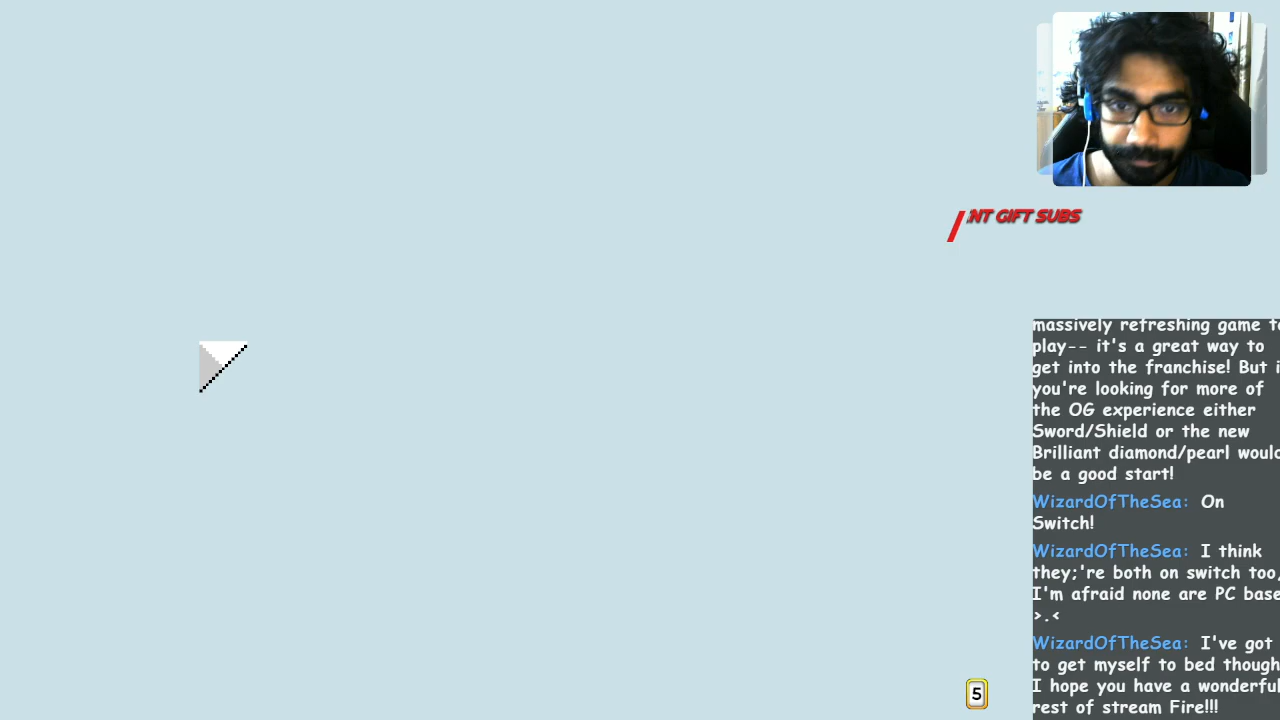 NT GIFT SUBS
massively refreshing game to
play-- it's a great way to
get into the franchise! But i
you're looking for more of
the OG experience either
Sword/Shield or the new
Brilliant diamond/pearl would
be a good start!
WizardOfTheSea: On
Switch!
WizardOfTheSea: I think
they;'re both on switch too,
I'm afraid none are PC base
>.<
WizardOfTheSea: I've got
to get myself to bed though
I hope you have a wonderful
rest of stream Fire!!!
5